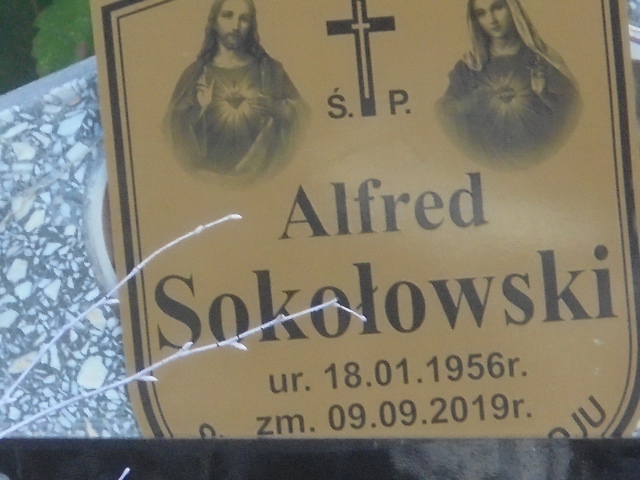 Ś. P.
Alfred
Sokołowski
ur. 18.01.1956r.
zm. 09.09.2019r.